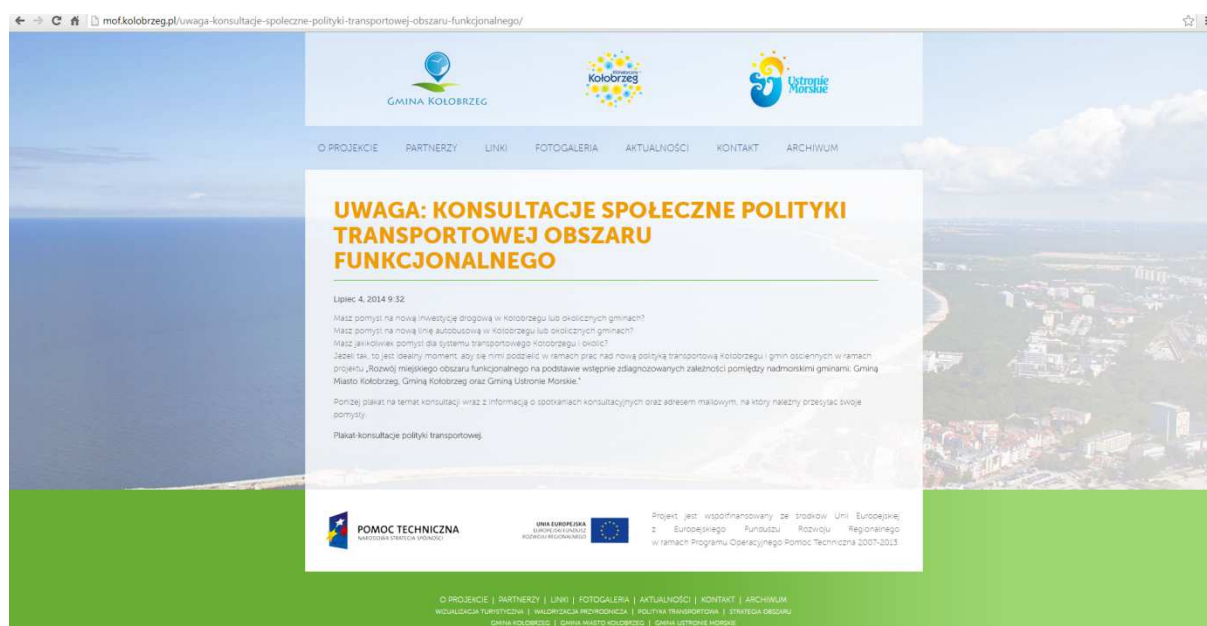 mof.kolobrzeg.pl/uwaga-konsultacje-spoleczne-polityki-transportowej-obszaru-funkcjonalnego/
GMINA KOŁOBRZEG
Kołobrzeg
Ustronie
Morskie
O PROJEKCIE PARTNERZY LINKI FOTOGALERIA AKTUALNOŚCI KONTAKT ARCHIWUM
UWAGA: KONSULTACJE SPOŁECZNE POLITYKI
TRANSPORTOWEJ OBSZARU
FUNKCJONALNEGO
Lipiec 4, 2014 9:32
Masz pomysł na nową inwestycję drogową w Kołobrzegu lub okolicznych gminach?
Masz pomysł na nową linię autobusową w Kołobrzegu lub okolicznych gminach?
Masz jakikolwiek pomysł dla systemu transportowego Kołobrzegu i okolic?
Jeżeli tak, to jest idealny moment, aby się nimi podzielić w ramach prac nad nową polityką transportową Kołobrzegu i gmin ościennych w ramach
projektu „Rozwój miejskiego obszaru funkcjonalnego na podstawie wstępnie zdiagnozowanych zależności pomiędzy nadmorskimi gminami: Gminą
Miasto Kołobrzeg, Gminą Kołobrzeg oraz Gminą Ustronie Morskie."
Poniżej plakat na temat konsultacji wraz z informacją o spotkaniach konsultacyjnych oraz adresem mailowym, na który należny przesyłać swoje
pomysły.
Plakat-konsultacje polityki transportowej.
POMOC TECHNICZNA
NARODOWA STRATEGIA SPÓJNOŚCI
UNIA EUROPEJSKA
EUROPEJSKI FUNDUSZ
ROZWOJU REGIONALNEGO
Projekt jest współfinansowany ze środków Unii Europejskiej
z Europejskiego Funduszu Rozwoju Regionalnego
w ramach Programu Operacyjnego Pomoc Techniczna 2007-2013.
O PROJEKCIE | PARTNERZY | LINKI | FOTOGALERIA | AKTUALNOŚCI | KONTAKT | ARCHIWUM
WIZUALIZACJA TURYSTYCZNA | WALORYZACJA PRZYRODNICZA | POLITYKA TRANSPORTOWA | STRATEGIA OBSZARU
GMINA KOŁOBRZEG | GMINA MIASTO KOŁOBRZEG | GMINA USTRONIE MORSKIE